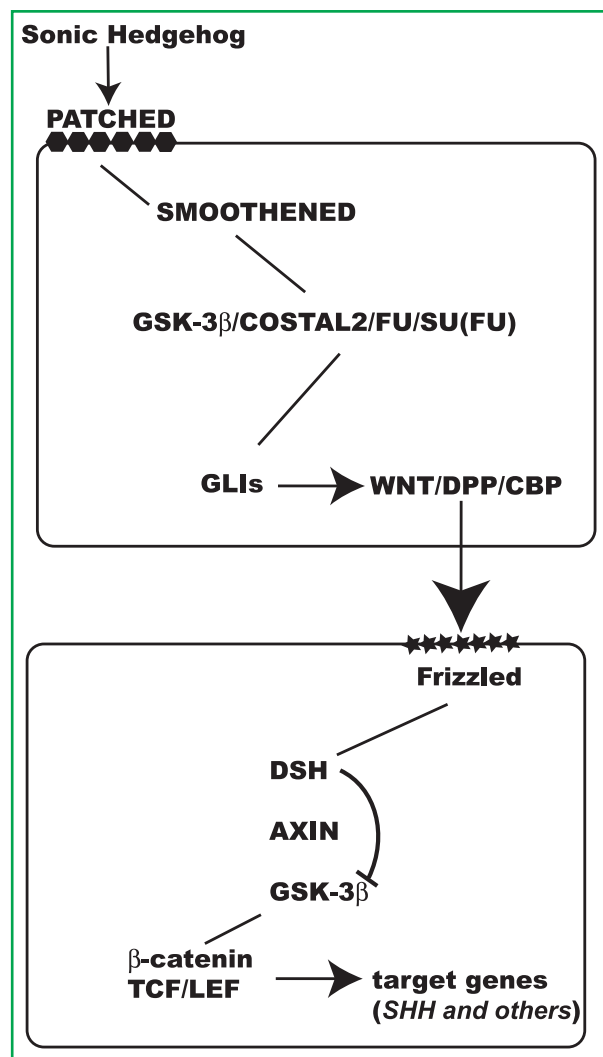 Sonic Hedgehog
PATCHED
SMOOTHENED
GSK-3β/COSTAL2/FU/SU(FU)
GLIs
WNT/DPP/CBP
Frizzled
DSH
AXIN
GSK-3β
β-catenin
TCF/LEF
target genes
(SHH and others)